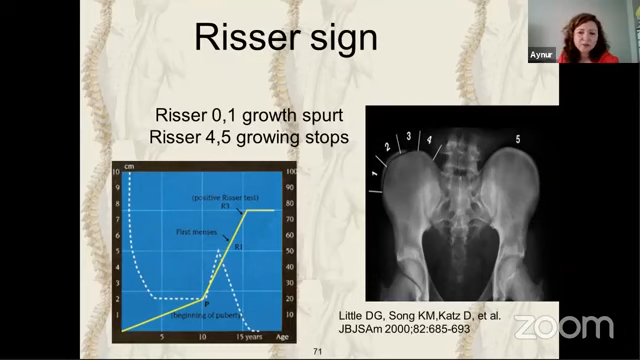 Risser sign
Aynur
Risser 0,1 growth spurt
Risser 4,5 growing stops
cm
10
9
8
7
6
5
4
3
2
1
100
90
80
70
60
50
40
30
20
10
(positive Risser test)
R3
First menses
R1
P
(beginning of pubert)
5
10
15 years
Age
1
2
3
4
5
Little DG, Song KM,Katz D, et al.
JBJSAm 2000;82:685-693
71
zoom